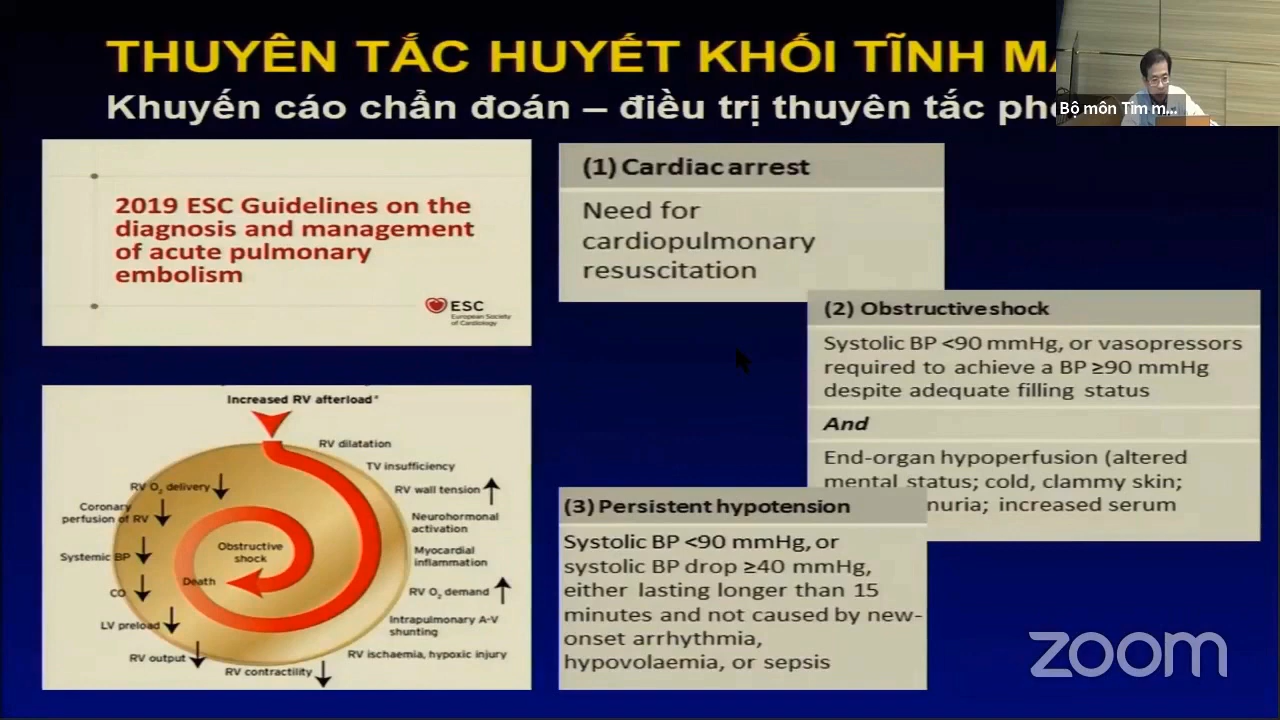 THUYÊN TẮC HUYẾT KHỐI TĨNH
Khuyến cáo chẩn đoán – điều trị thuyên tắc
Bộ môn Tim m...
2019 ESC Guidelines on the
diagnosis and management
of acute pulmonary
embolism
ESC
European Society
of Cardiology
(1) Cardiac arrest
Need for
cardiopulmonary
resuscitation
(2) Obstructive shock
Systolic BP <90 mmHg, or vasopressors
required to achieve a BP ≥90 mmHg
despite adequate filling status
And
End-organ hypoperfusion (altered
mental status; cold, clammy skin;
nuria; increased serum
(3) Persistent hypotension
Systolic BP <90 mmHg, or
systolic BP drop ≥40 mmHg,
either lasting longer than 15
minutes and not caused by new-
onset arrhythmia,
hypovolaemia, or sepsis
Increased RV afterload*
RV dilatation
TV insufficiency
RV wall tension
Neurohormonal
activation
Myocardial
inflammation
RV O₂ demand
Intrapulmonary A-V
shunting
RV ischaemia, hypoxic injury
RV contractility
RV output
LV preload
CO
Systemic BP
Coronary
perfusion of RV
RV O₂ delivery
Obstructive
shock
Death
zoom